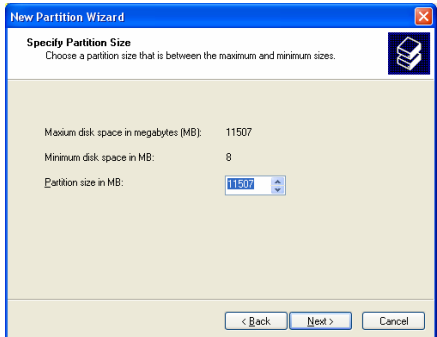 New Partition Wizard
Specify Partition Size
Choose a partition size that is between the maximum and minimum sizes.
Maxium disk space in megabytes (MB): 11507
Minimum disk space in MB: 8
Partition size in MB: 11507
< Back Next > Cancel